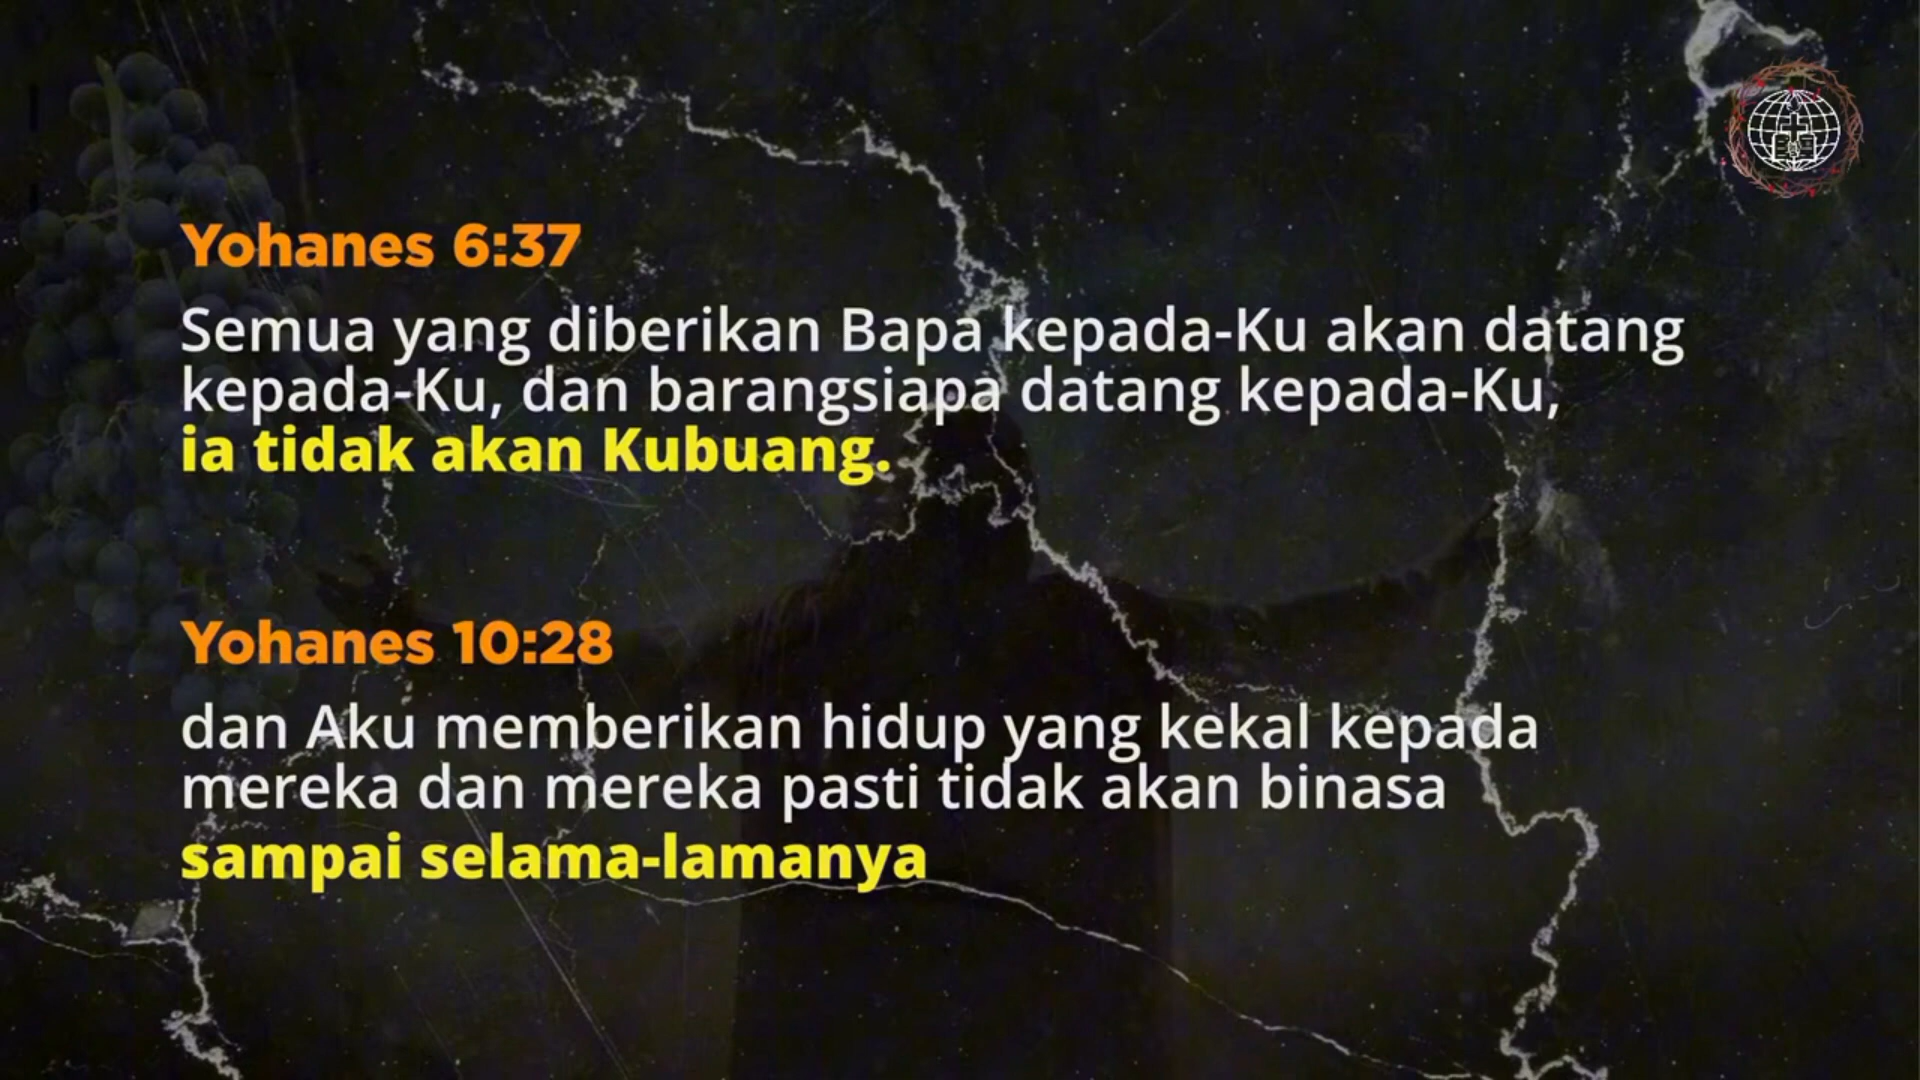 Yohanes 6:37
Semua yang diberikan Bapa kepada-Ku akan datang
kepada-Ku, dan barangsiapa datang kepada-Ku,
ia tidak akan Kubuang.
Yohanes 10:28
dan Aku memberikan hidup yang kekal kepada
mereka dan mereka pasti tidak akan binasa
sampai selama-lamanya